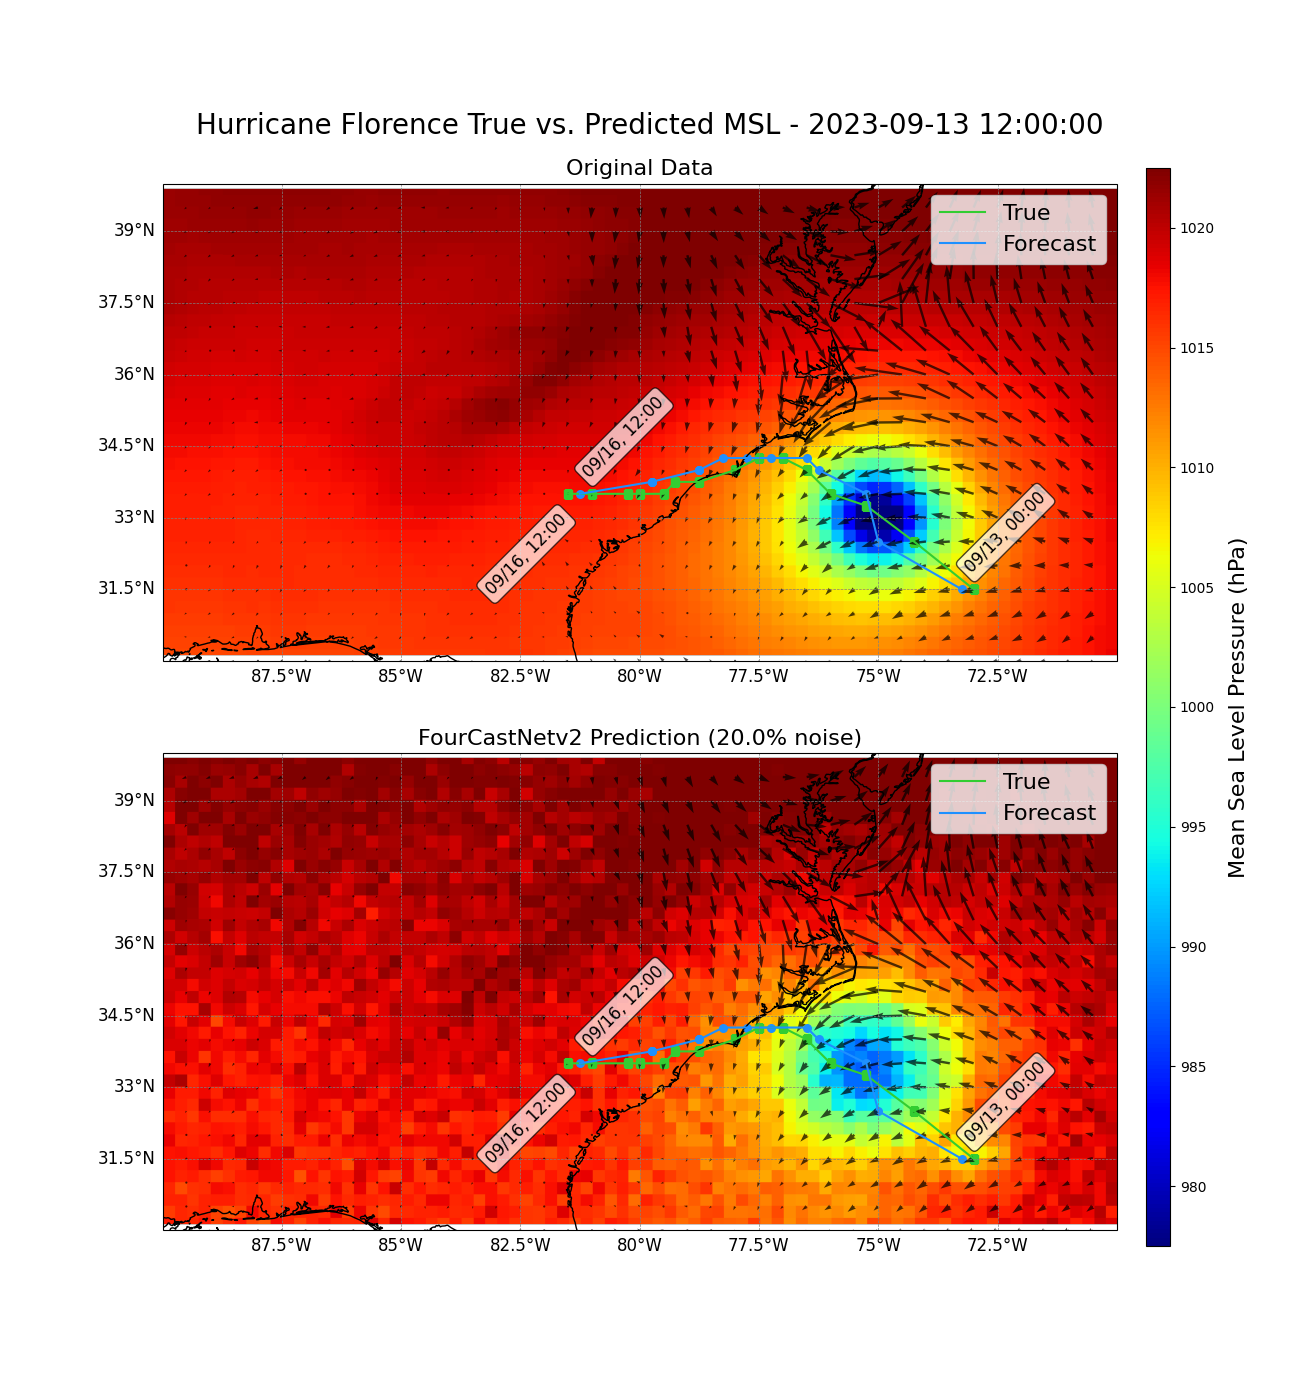 Hurricane Florence True vs. Predicted MSL - 2023-09-13 12:00:00
Original Data
True
Forecast
39°N
37.5°N
36°N
34.5°N
33°N
31.5°N
09/16, 12:00
09/16, 12:00
09/13, 00:00
87.5°W
85°W
82.5°W
80°W
77.5°W
75°W
72.5°W
FourCastNetv2 Prediction (20.0% noise)
True
Forecast
39°N
37.5°N
36°N
34.5°N
33°N
31.5°N
09/16, 12:00
09/16, 12:00
09/13, 00:00
87.5°W
85°W
82.5°W
80°W
77.5°W
75°W
72.5°W
1020
1015
1010
1005
1000
995
990
985
980
Mean Sea Level Pressure (hPa)